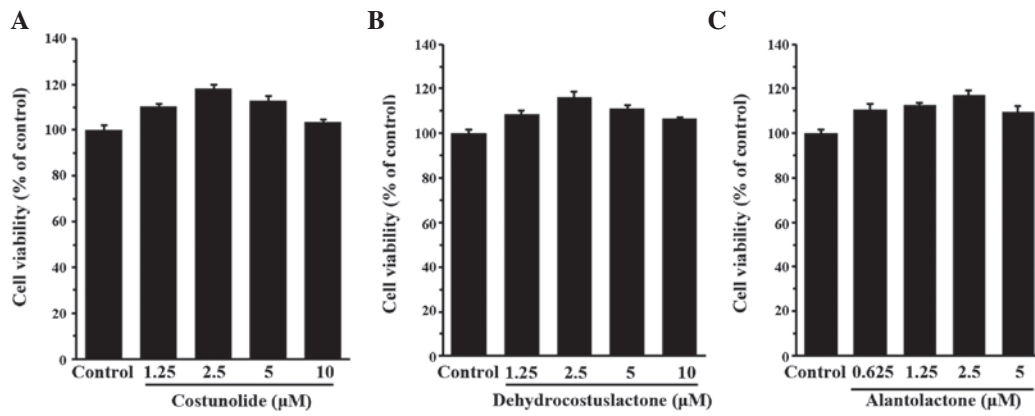 A
Cell viability (% of control)
140
120
100
80
60
40
20
0
Control 1.25 2.5 5 10
Costunolide (μM)
B
Cell viability (% of control)
140
120
100
80
60
40
20
0
Control 1.25 2.5 5 10
Dehydrocostuslactone (μM)
C
Cell viability (% of control)
140
120
100
80
60
40
20
0
Control 0.625 1.25 2.5 5
Alantolactone (μM)